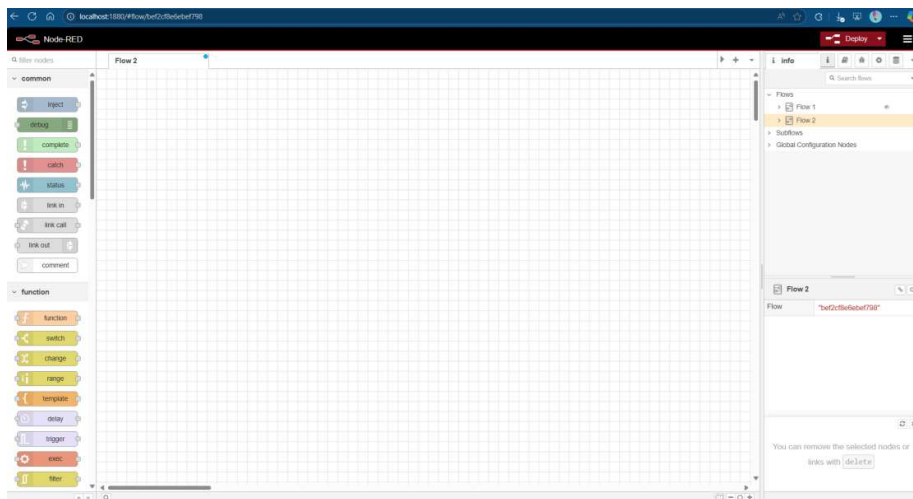 localhost:1880/#flow/bef2cf8e6ebef798
Node-RED
Deploy
filter nodes
Flow 2
info
common
Search flows
inject
debug
complete
catch
status
link in
link call
link out
comment
Flows
Flow 1
Flow 2
Subflows
Global Configuration Nodes
function
function
switch
change
range
template
delay
trigger
exec
filter
Flow 2
Flow
"bef2cf8e6ebef798"
You can remove the selected nodes or
links with delete